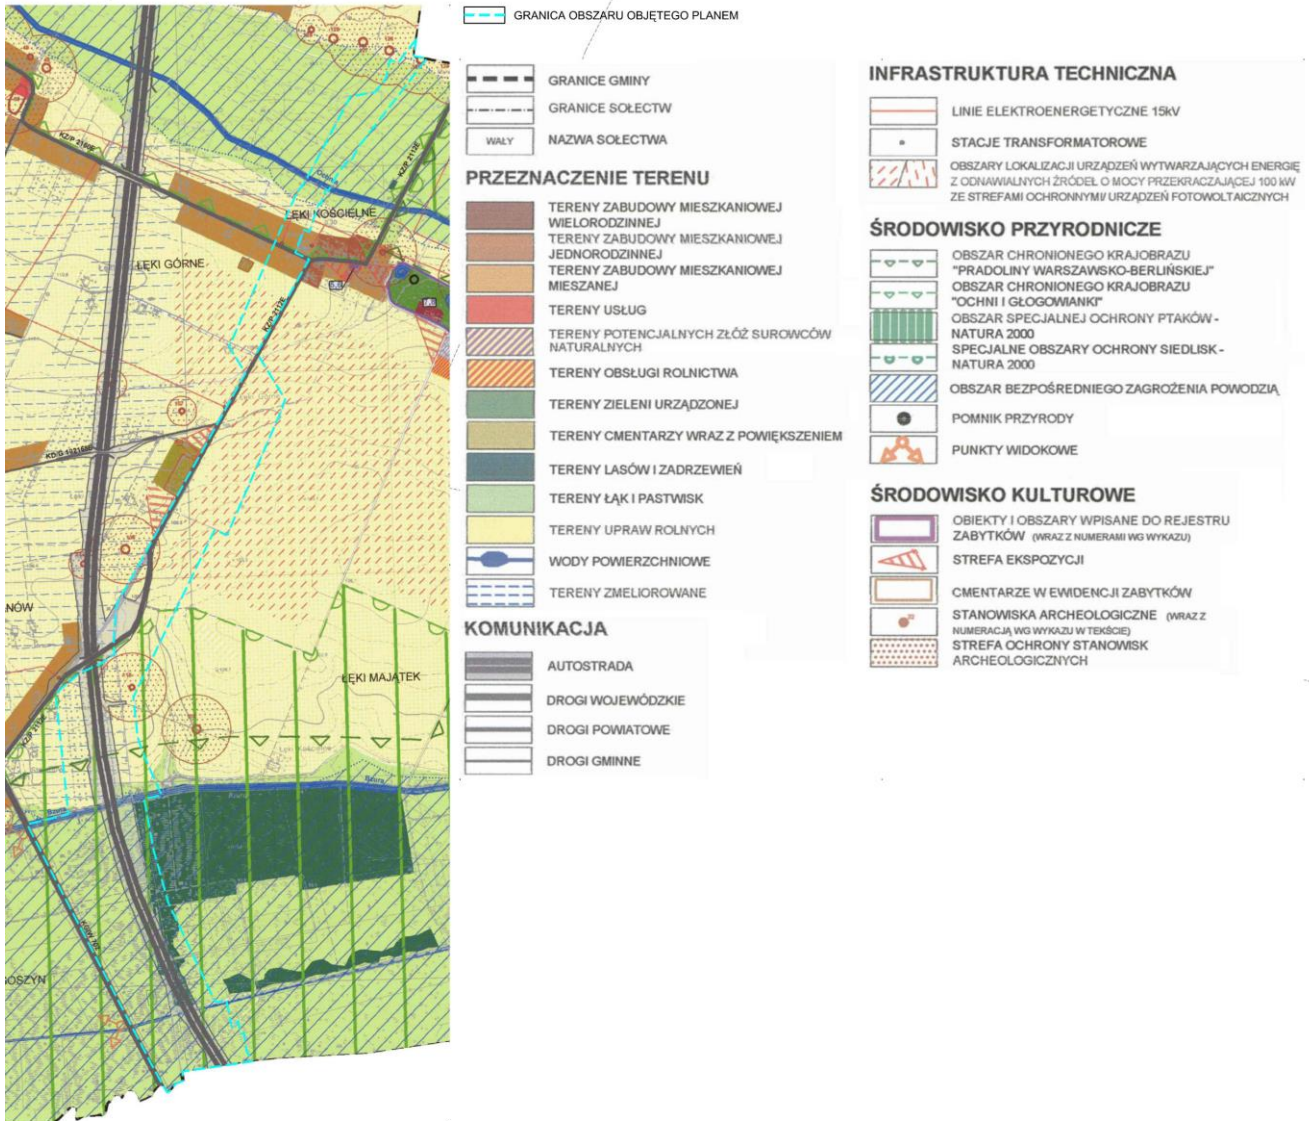 GRANICA OBSZARU OBJĘTEGO PLANEM
GRANICE GMINY
GRANICE SOŁECTW
WAŁY
NAZWA SOŁECTWA
PRZEZNACZENIE TERENU
TERENY ZABUDOWY MIESZKANIOWEJ
WIELORODZINNEJ
TERENY ZABUDOWY MIESZKANIOWEJ
JEDNORODZINNEJ
TERENY ZABUDOWY MIESZKANIOWEJ
MIESZANEJ
TERENY USŁUG
TERENY POTENCJALNYCH ZŁÓŻ SUROWCÓW
NATURALNYCH
TERENY OBSŁUGI ROLNICTWA
TERENY ZIELENI URZĄDZONEJ
TERENY CMENTARZY WRAZ Z POWIĘKSZENIEM
TERENY LASÓW I ZADRZEWIEŃ
TERENY ŁĄK I PASTWISK
TERENY UPRAW ROLNYCH
WODY POWIERZCHNIOWE
TERENY ZMELIOROWANE
KOMUNIKACJA
AUTOSTRADA
DROGI WOJEWÓDZKIE
DROGI POWIATOWE
DROGI GMINNE
INFRASTRUKTURA TECHNICZNA
LINIE ELEKTROENERGETYCZNE 15kV
STACJE TRANSFORMATOROWE
OBSZARY LOKALIZACJI URZĄDZEŃ WYTWARZAJĄCYCH ENERGIĘ
Z ODNAWIALNYCH ŹRÓDEŁ O MOCY PRZEKRACZAJĄCEJ 100 kW
ZE STREFAMI OCHRONNYMI/ URZĄDZEŃ FOTOWOLTAICZNYCH
ŚRODOWISKO PRZYRODNICZE
OBSZAR CHRONIONEGO KRAJOBRAZU
"PRADOLINY WARSZAWSKO-BERLIŃSKIEJ"
OBSZAR CHRONIONEGO KRAJOBRAZU
"OCHNI I GŁOGOWIANKI"
OBSZAR SPECJALNEJ OCHRONY PTAKÓW -
NATURA 2000
SPECJALNE OBSZARY OCHRONY SIEDLISK -
NATURA 2000
OBSZAR BEZPOŚREDNIEGO ZAGROŻENIA POWODZIĄ
POMNIK PRZYRODY
PUNKTY WIDOKOWE
ŚRODOWISKO KULTUROWE
OBIEKTY I OBSZARY WPISANE DO REJESTRU
ZABYTKÓW (WRAZ Z NUMERAMI WG WYKAZU)
STREFA EKSPOZYCJI
CMENTARZE W EWIDENCJI ZABYTKÓW
STANOWISKA ARCHEOLOGICZNE (WRAZ Z
NUMERACJĄ WG WYKAZU W TEKŚCIE)
STREFA OCHRONY STANOWISK
ARCHEOLOGICZNYCH
KZ/P 2112E
ŁĘKI KOŚCIELNE
ŁĘKI GÓRNE
KZ/P 2112E
NÓW
ŁĘKI MAJĄTEK
Bzura
Bzura
OSZYN